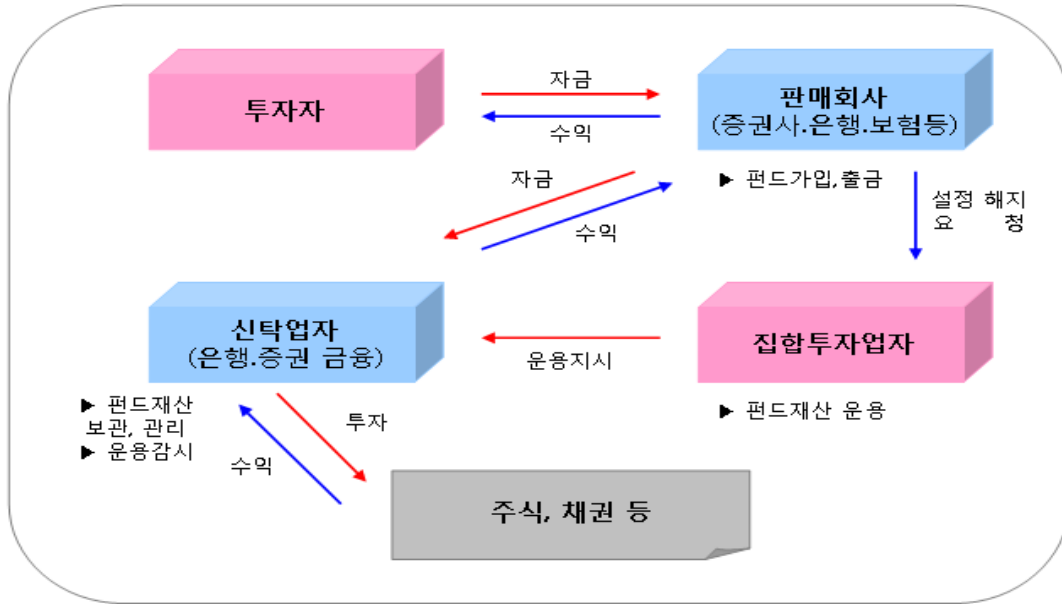 투자자
자금
수익
판매회사
(증권사.은행.보험등)
▶ 펀드가입,출금
자금
수익
설정 해지
요 청
신탁업자
(은행.증권 금융)
▶ 펀드재산
보관, 관리
▶ 운용감시
운용지시
집합투자업자
▶ 펀드재산 운용
투자
수익
주식, 채권 등